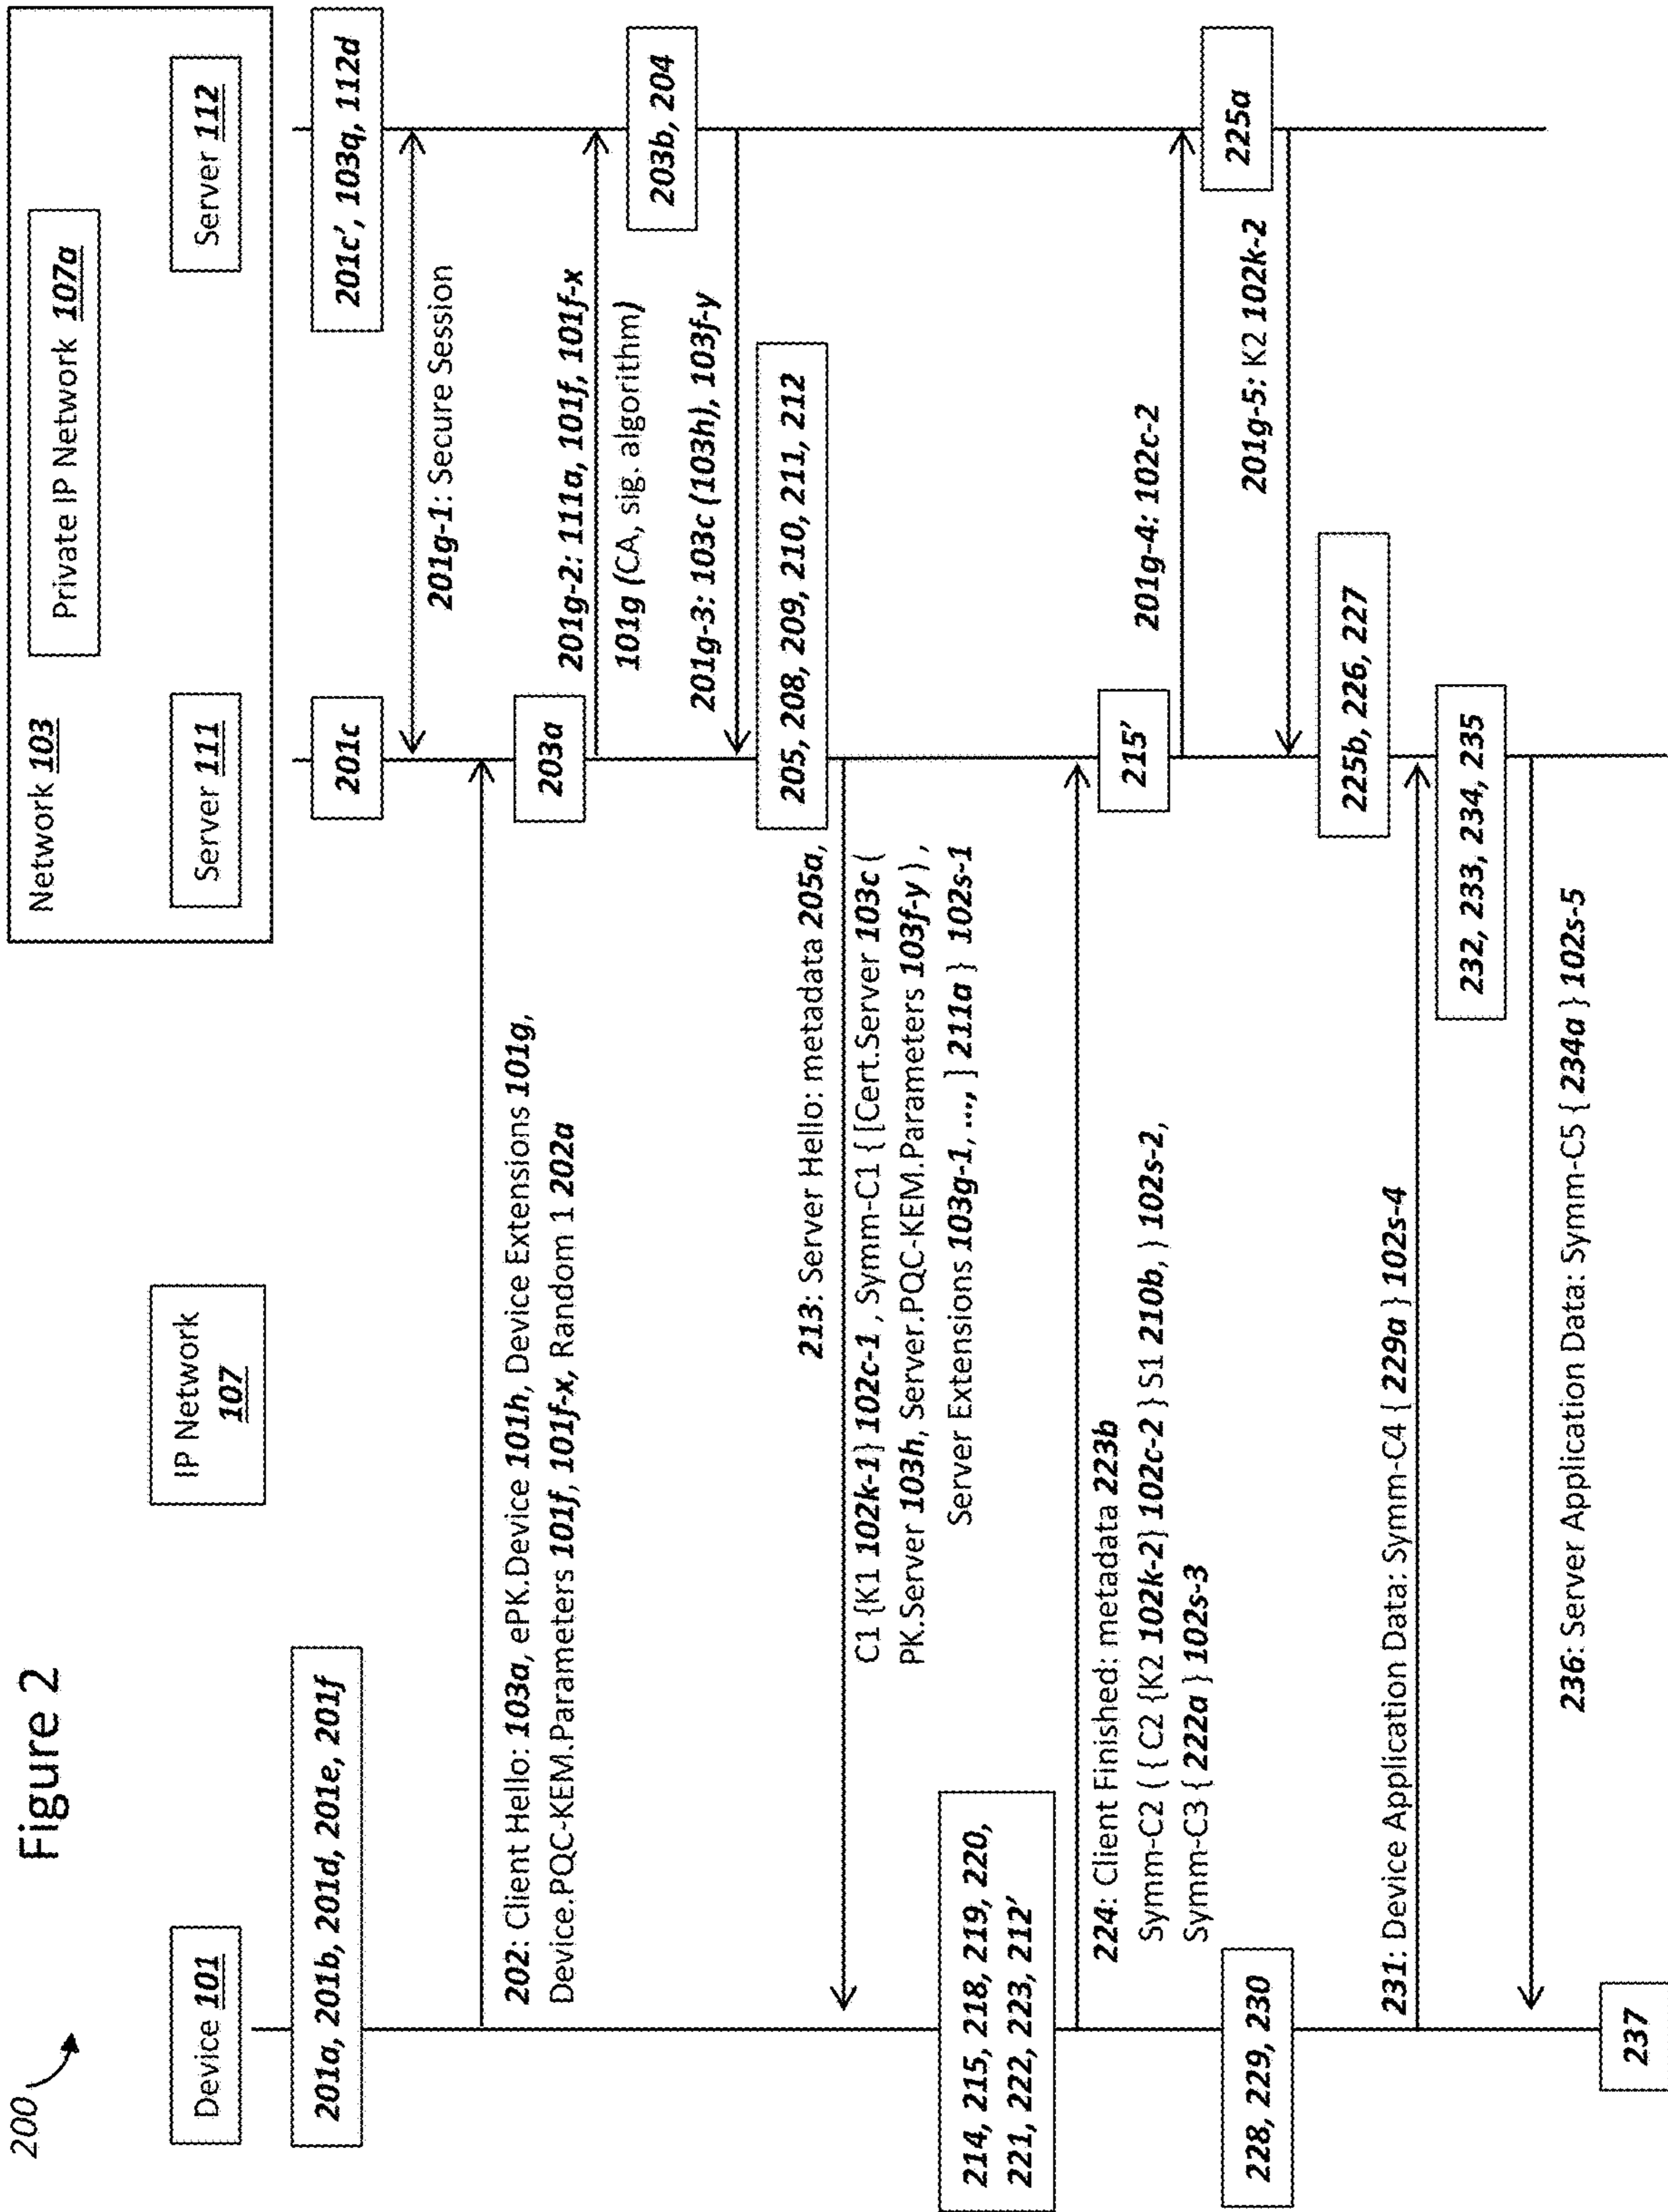 Figure 2
200
Network 103
Private IP Network 107a
Device 101
IP Network
107
Server 111
Server 112
201a, 201b, 201d, 201e, 201f
201c
201c', 103q, 112d
201g-1: Secure Session
202: Client Hello: 103a, ePK.Device 101h, Device Extensions 101g,
Device.PQC-KEM.Parameters 101f, 101f-x, Random 1 202a
203a
201g-2: 111a, 101f, 101f-x
101g (CA, sig. algorithm)
203b, 204
201g-3: 103c (103h), 103f-y
205, 208, 209, 210, 211, 212
213: Server Hello: metadata 205a,
C1 {K1 102k-1} 102c-1 , Symm-C1 { [Cert.Server 103c (
PK.Server 103h, Server.PQC-KEM.Parameters 103f-y ) ,
Server Extensions 103g-1, ..., ] 211a } 102s-1
214, 215, 218, 219, 220,
221, 222, 223, 212'
224: Client Finished: metadata 223b
Symm-C2 ( { C2 {K2 102k-2} 102c-2 } S1 210b, ) 102s-2,
Symm-C3 { 222a } 102s-3
215'
201g-4: 102c-2
225a
201g-5: K2 102k-2
225b, 226, 227
228, 229, 230
231: Device Application Data: Symm-C4 { 229a } 102s-4
232, 233, 234, 235
236: Server Application Data: Symm-C5 { 234a } 102s-5
237